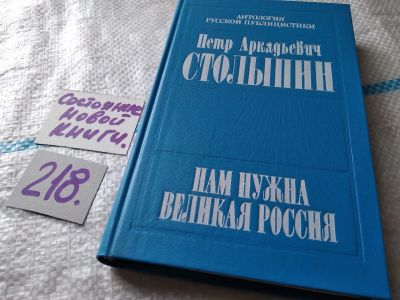 АНТОЛОГИЯ
РУССКОЙ ПУБЛИЦИСТИКИ
Петр Аркадьевич
СТОЛЫПИН
НАМ НУЖНА
ВЕЛИКАЯ РОССИЯ
Состояние
новой
книги.
218.